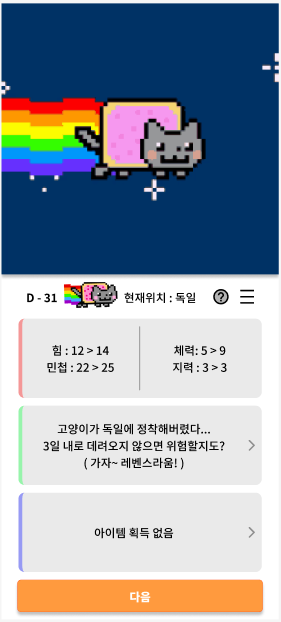 D - 31 현재위치 : 독일
힘 : 12 > 14
민첩 : 22 > 25
체력: 5 > 9
지력 : 3 > 3
고양이가 독일에 정착해버렸다...
3일 내로 데려오지 않으면 위험할지도?
( 가자~ 레벤스라움! )
아이템 획득 없음
다음